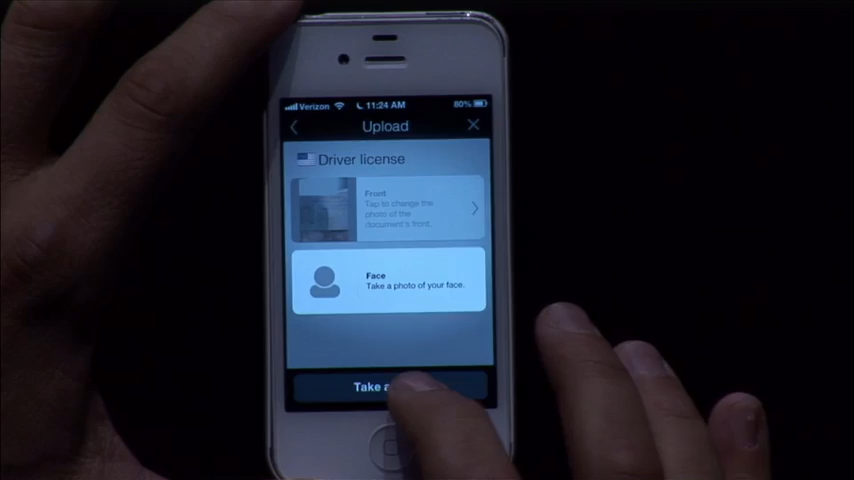 Verizon 11:24 AM 80%
Upload
Driver license
Front
Tap to change the
photo of the
document's front.
Face
Take a photo of your face.
Take a